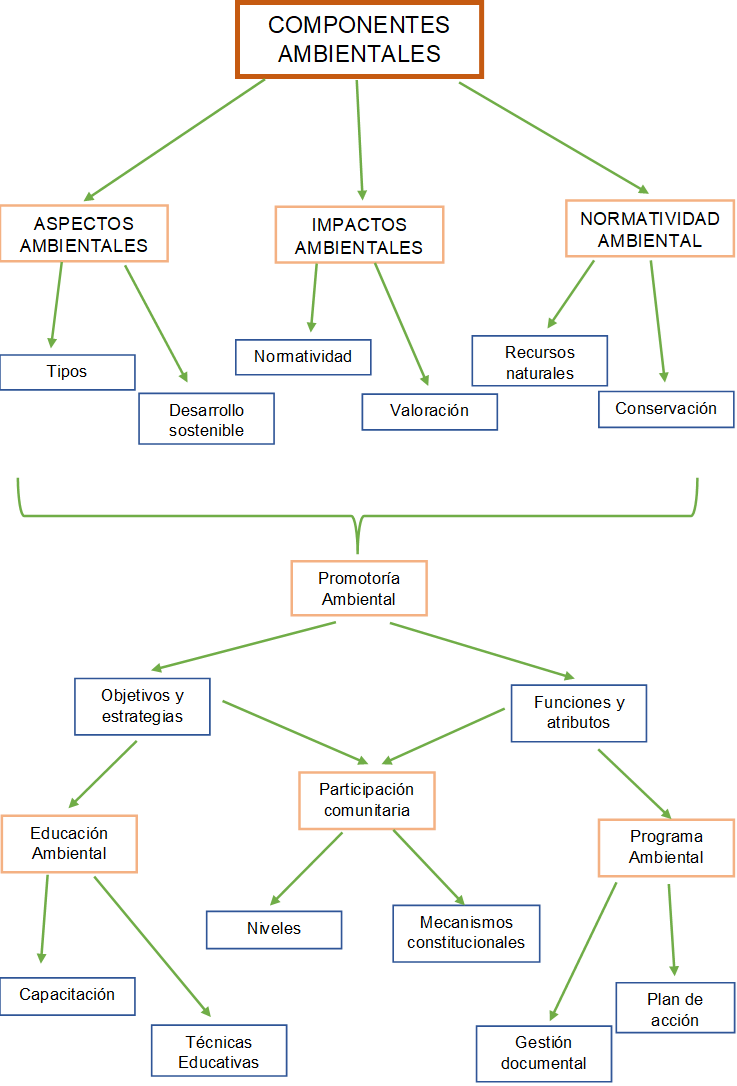 COMPONENTES
AMBIENTALES
ASPECTOS
AMBIENTALES
IMPACTOS
AMBIENTALES
NORMATIVIDAD
AMBIENTAL
Tipos
Desarrollo
sostenible
Normatividad
Valoración
Recursos
naturales
Conservación
Promotoría
Ambiental
Objetivos y
estrategias
Funciones y
atributos
Participación
comunitaria
Educación
Ambiental
Programa
Ambiental
Niveles
Mecanismos
constitucionales
Capacitación
Técnicas
Educativas
Plan de
acción
Gestión
documental